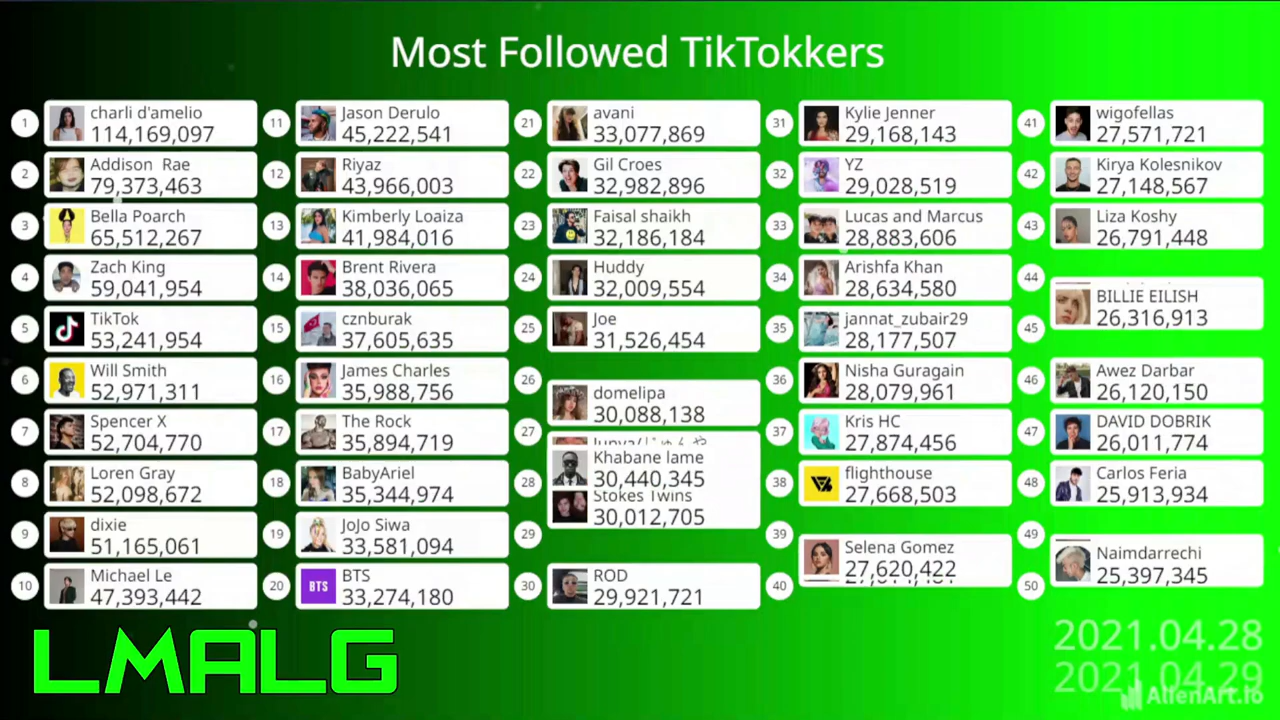 Most Followed TikTokkers
1
charli d'amelio
114,169,097
2
Addison Rae
79,373,463
3
Bella Poarch
65,512,267
4
Zach King
59,041,954
5
TikTok
53,241,954
6
Will Smith
52,971,311
7
Spencer X
52,704,770
8
Loren Gray
52,098,672
9
dixie
51,165,061
10
Michael Le
47,393,442
11
Jason Derulo
45,222,541
12
Riyaz
43,966,003
13
Kimberly Loaiza
41,984,016
14
Brent Rivera
38,036,065
15
cznburak
37,605,635
16
James Charles
35,988,756
17
The Rock
35,894,719
18
BabyAriel
35,344,974
19
JoJo Siwa
33,581,094
20
BTS
BTS
33,274,180
21
avani
33,077,869
22
Gil Croes
32,982,896
23
Faisal shaikh
32,186,184
24
Huddy
32,009,554
25
Joe
31,526,454
26
domelipa
30,088,138
27
Khabane lame
30,440,345
28
Stokes Twins
30,012,705
29
30
ROD
29,921,721
31
Kylie Jenner
29,168,143
32
YZ
29,028,519
33
Lucas and Marcus
28,883,606
34
Arishfa Khan
28,634,580
35
jannat_zubair29
28,177,507
36
Nisha Guragain
28,079,961
37
Kris HC
27,874,456
38
flighthouse
27,668,503
39
Selena Gomez
27,620,422
40
41
wigofellas
27,571,721
42
Kirya Kolesnikov
27,148,567
43
Liza Koshy
26,791,448
44
BILLIE EILISH
26,316,913
45
46
Awez Darbar
26,120,150
47
DAVID DOBRIK
26,011,774
48
Carlos Feria
25,913,934
49
Naimdarrechi
25,397,345
50
LMALG
2021.04.28
2021.04.29
AlienArt.io